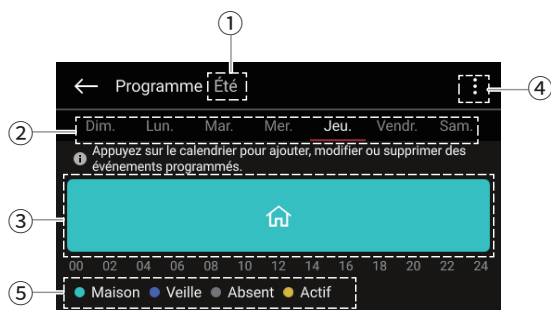 1
← Programme Été
4
2
Dim. Lun. Mar. Mer. Jeu. Vendr. Sam.
Appuyez sur le calendrier pour ajouter, modifier ou supprimer des
événements programmés.
3
00 02 04 06 08 10 12 14 16 18 20 22 24
5
Maison Veille Absent Actif